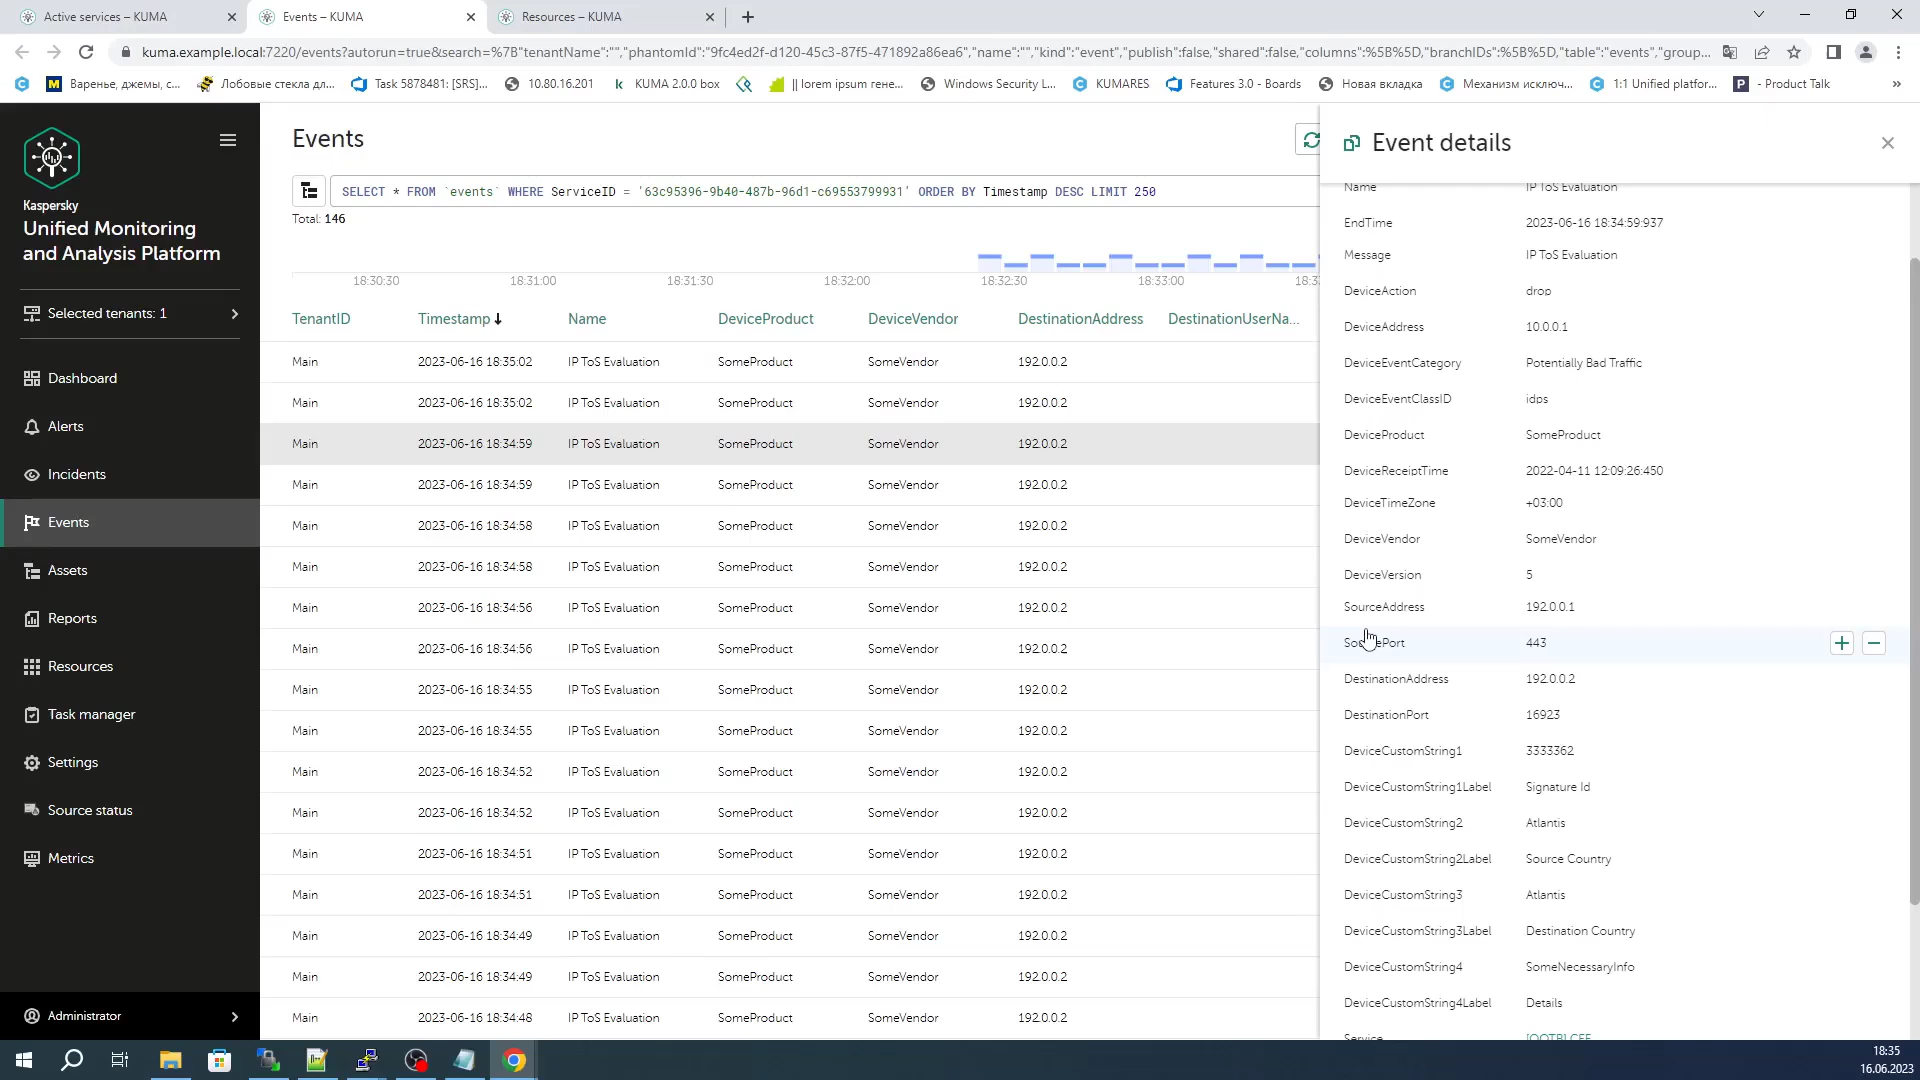 Active services – KUMA
Events – KUMA
Resources – KUMA
kuma.example.local:7220/events?autorun=true&search=%7B"tenantName":"","phantomId":"9fc4ed2f-d120-45c3-87f5-471892a86ea6","name":"","kind":"event","publish":false,"shared":false,"columns":%5B%5D,"branchIDs":%5B%5D,"table":"events","group...
Варенье, джемы, с...
Лобовые стекла дл...
Task 5878481: [SRS]...
10.80.16.201
KUMA 2.0.0 box
|| lorem ipsum гене...
Windows Security L...
KUMARES
Features 3.0 - Boards
Новая вкладка
Механизм исключ...
1:1 Unified platfor...
- Product Talk
»
Kaspersky
Unified Monitoring
and Analysis Platform
Selected tenants: 1
Dashboard
Alerts
Incidents
Events
Assets
Reports
Resources
Task manager
Settings
Source status
Metrics
Administrator
Events
SELECT * FROM `events` WHERE ServiceID = '63c95396-9b40-487b-96d1-c69553799931' ORDER BY Timestamp DESC LIMIT 250
Total: 146
18:30:30 18:31:00 18:31:30 18:32:00 18:32:30 18:33:00 18:3
TenantID Timestamp Name DeviceProduct DeviceVendor DestinationAddress DestinationUserNa...
Main 2023-06-16 18:35:02 IP ToS Evaluation SomeProduct SomeVendor 192.0.0.2
Main 2023-06-16 18:35:02 IP ToS Evaluation SomeProduct SomeVendor 192.0.0.2
Main 2023-06-16 18:34:59 IP ToS Evaluation SomeProduct SomeVendor 192.0.0.2
Main 2023-06-16 18:34:59 IP ToS Evaluation SomeProduct SomeVendor 192.0.0.2
Main 2023-06-16 18:34:58 IP ToS Evaluation SomeProduct SomeVendor 192.0.0.2
Main 2023-06-16 18:34:58 IP ToS Evaluation SomeProduct SomeVendor 192.0.0.2
Main 2023-06-16 18:34:56 IP ToS Evaluation SomeProduct SomeVendor 192.0.0.2
Main 2023-06-16 18:34:56 IP ToS Evaluation SomeProduct SomeVendor 192.0.0.2
Main 2023-06-16 18:34:55 IP ToS Evaluation SomeProduct SomeVendor 192.0.0.2
Main 2023-06-16 18:34:55 IP ToS Evaluation SomeProduct SomeVendor 192.0.0.2
Main 2023-06-16 18:34:52 IP ToS Evaluation SomeProduct SomeVendor 192.0.0.2
Main 2023-06-16 18:34:52 IP ToS Evaluation SomeProduct SomeVendor 192.0.0.2
Main 2023-06-16 18:34:51 IP ToS Evaluation SomeProduct SomeVendor 192.0.0.2
Main 2023-06-16 18:34:51 IP ToS Evaluation SomeProduct SomeVendor 192.0.0.2
Main 2023-06-16 18:34:49 IP ToS Evaluation SomeProduct SomeVendor 192.0.0.2
Main 2023-06-16 18:34:49 IP ToS Evaluation SomeProduct SomeVendor 192.0.0.2
Main 2023-06-16 18:34:48 IP ToS Evaluation SomeProduct SomeVendor 192.0.0.2
Event details
Name IP ToS Evaluation
EndTime 2023-06-16 18:34:59:937
Message IP ToS Evaluation
DeviceAction drop
DeviceAddress 10.0.0.1
DeviceEventCategory Potentially Bad Traffic
DeviceEventClassID idps
DeviceProduct SomeProduct
DeviceReceiptTime 2022-04-11 12:09:26:450
DeviceTimeZone +03:00
DeviceVendor SomeVendor
DeviceVersion 5
SourceAddress 192.0.0.1
443
DestinationAddress 192.0.0.2
DestinationPort 16923
DeviceCustomString1 3333362
DeviceCustomString1Label Signature Id
DeviceCustomString2 Atlantis
DeviceCustomString2Label Source Country
DeviceCustomString3 Atlantis
DeviceCustomString3Label Destination Country
DeviceCustomString4 SomeNecessaryInfo
DeviceCustomString4Label Details
Service [OOTB] CEF
18:35
16.06.2023